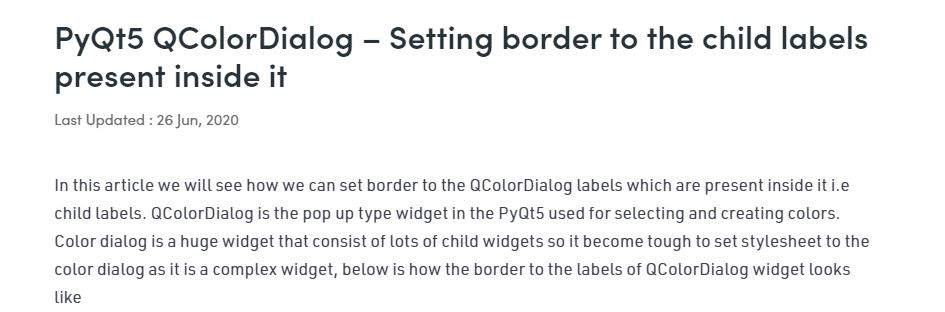 PyQt5 QColorDialog – Setting border to the child labels
present inside it
Last Updated : 26 Jun, 2020
In this article we will see how we can set border to the QColorDialog labels which are present inside it i.e
child labels. QColorDialog is the pop up type widget in the PyQt5 used for selecting and creating colors.
Color dialog is a huge widget that consist of lots of child widgets so it become tough to set stylesheet to the
color dialog as it is a complex widget, below is how the border to the labels of QColorDialog widget looks
like